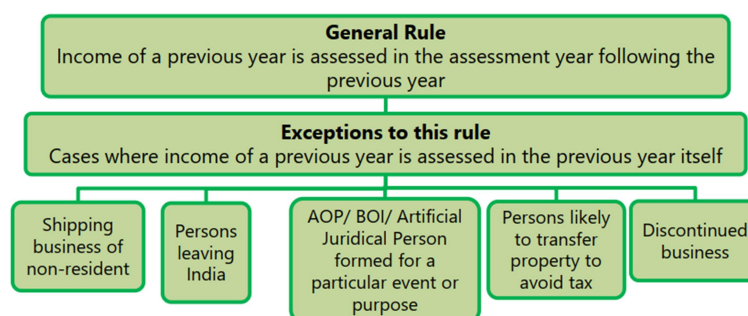 General Rule
Income of a previous year is assessed in the assessment year following the
previous year
Exceptions to this rule
Cases where income of a previous year is assessed in the previous year itself
Shipping
business of
non-resident
Persons
leaving
India
AOP/ BOI/ Artificial
Juridical Person
formed for a
particular event or
purpose
Persons likely
to transfer
property to
avoid tax
Discontinued
business